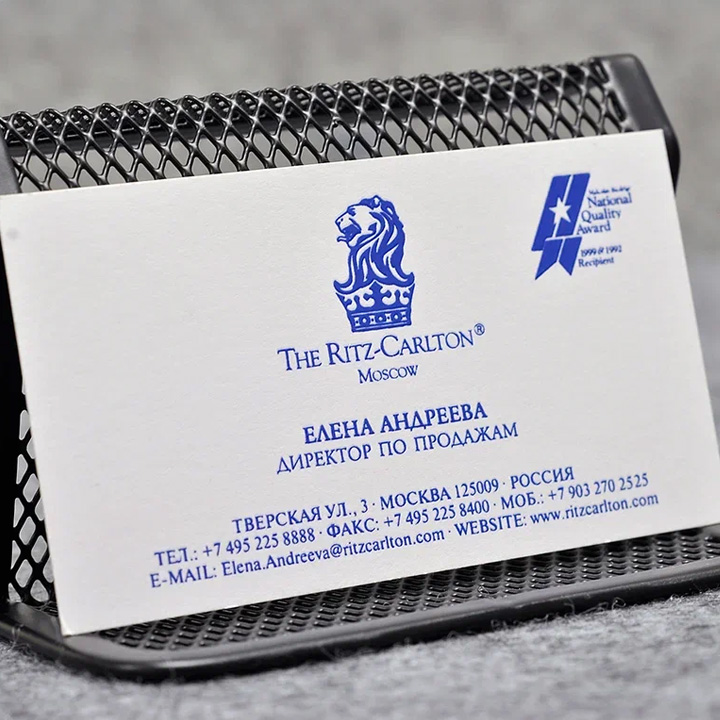 National
Quality
Award
1999 & 1992
Recipient
THE RITZ-CARLTON®
MOSCOW
ЕЛЕНА АНДРЕЕВА
ДИРЕКТОР ПО ПРОДАЖАМ
ТВЕРСКАЯ УЛ., 3 · МОСКВА 125009 · РОССИЯ
ТЕЛ.: +7 495 225 8888 · ФАКС: +7 495 225 8400 · МОБ.: +7 903 270 2525
E-MAIL: Elena.Andreeva@ritzcarlton.com · WEBSITE: www.ritzcarlton.com